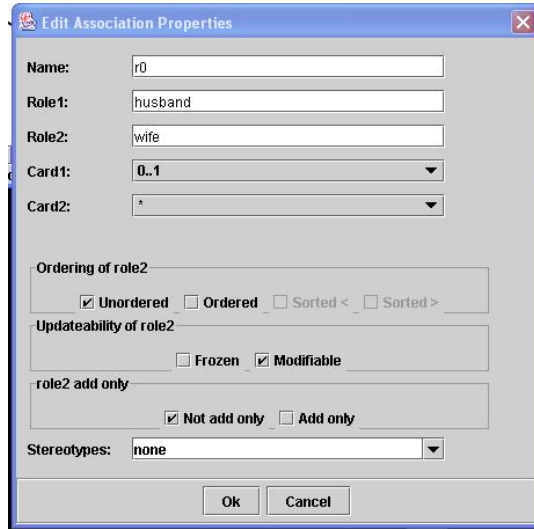 Edit Association Properties
Name: r0
Role1: husband
Role2: wife
Card1: 0..1
Card2: *
Ordering of role2
Unordered Ordered Sorted < Sorted >
Updateability of role2
Frozen Modifiable
role2 add only
Not add only Add only
Stereotypes: none
Ok Cancel